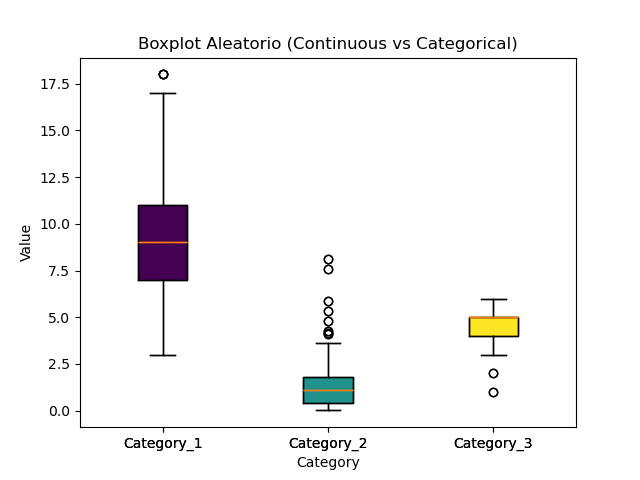 Boxplot Aleatorio (Continuous vs Categorical)
17.5
15.0
12.5
10.0
7.5
5.0
2.5
0.0
Value
Category_1
Category_2
Category_3
Category